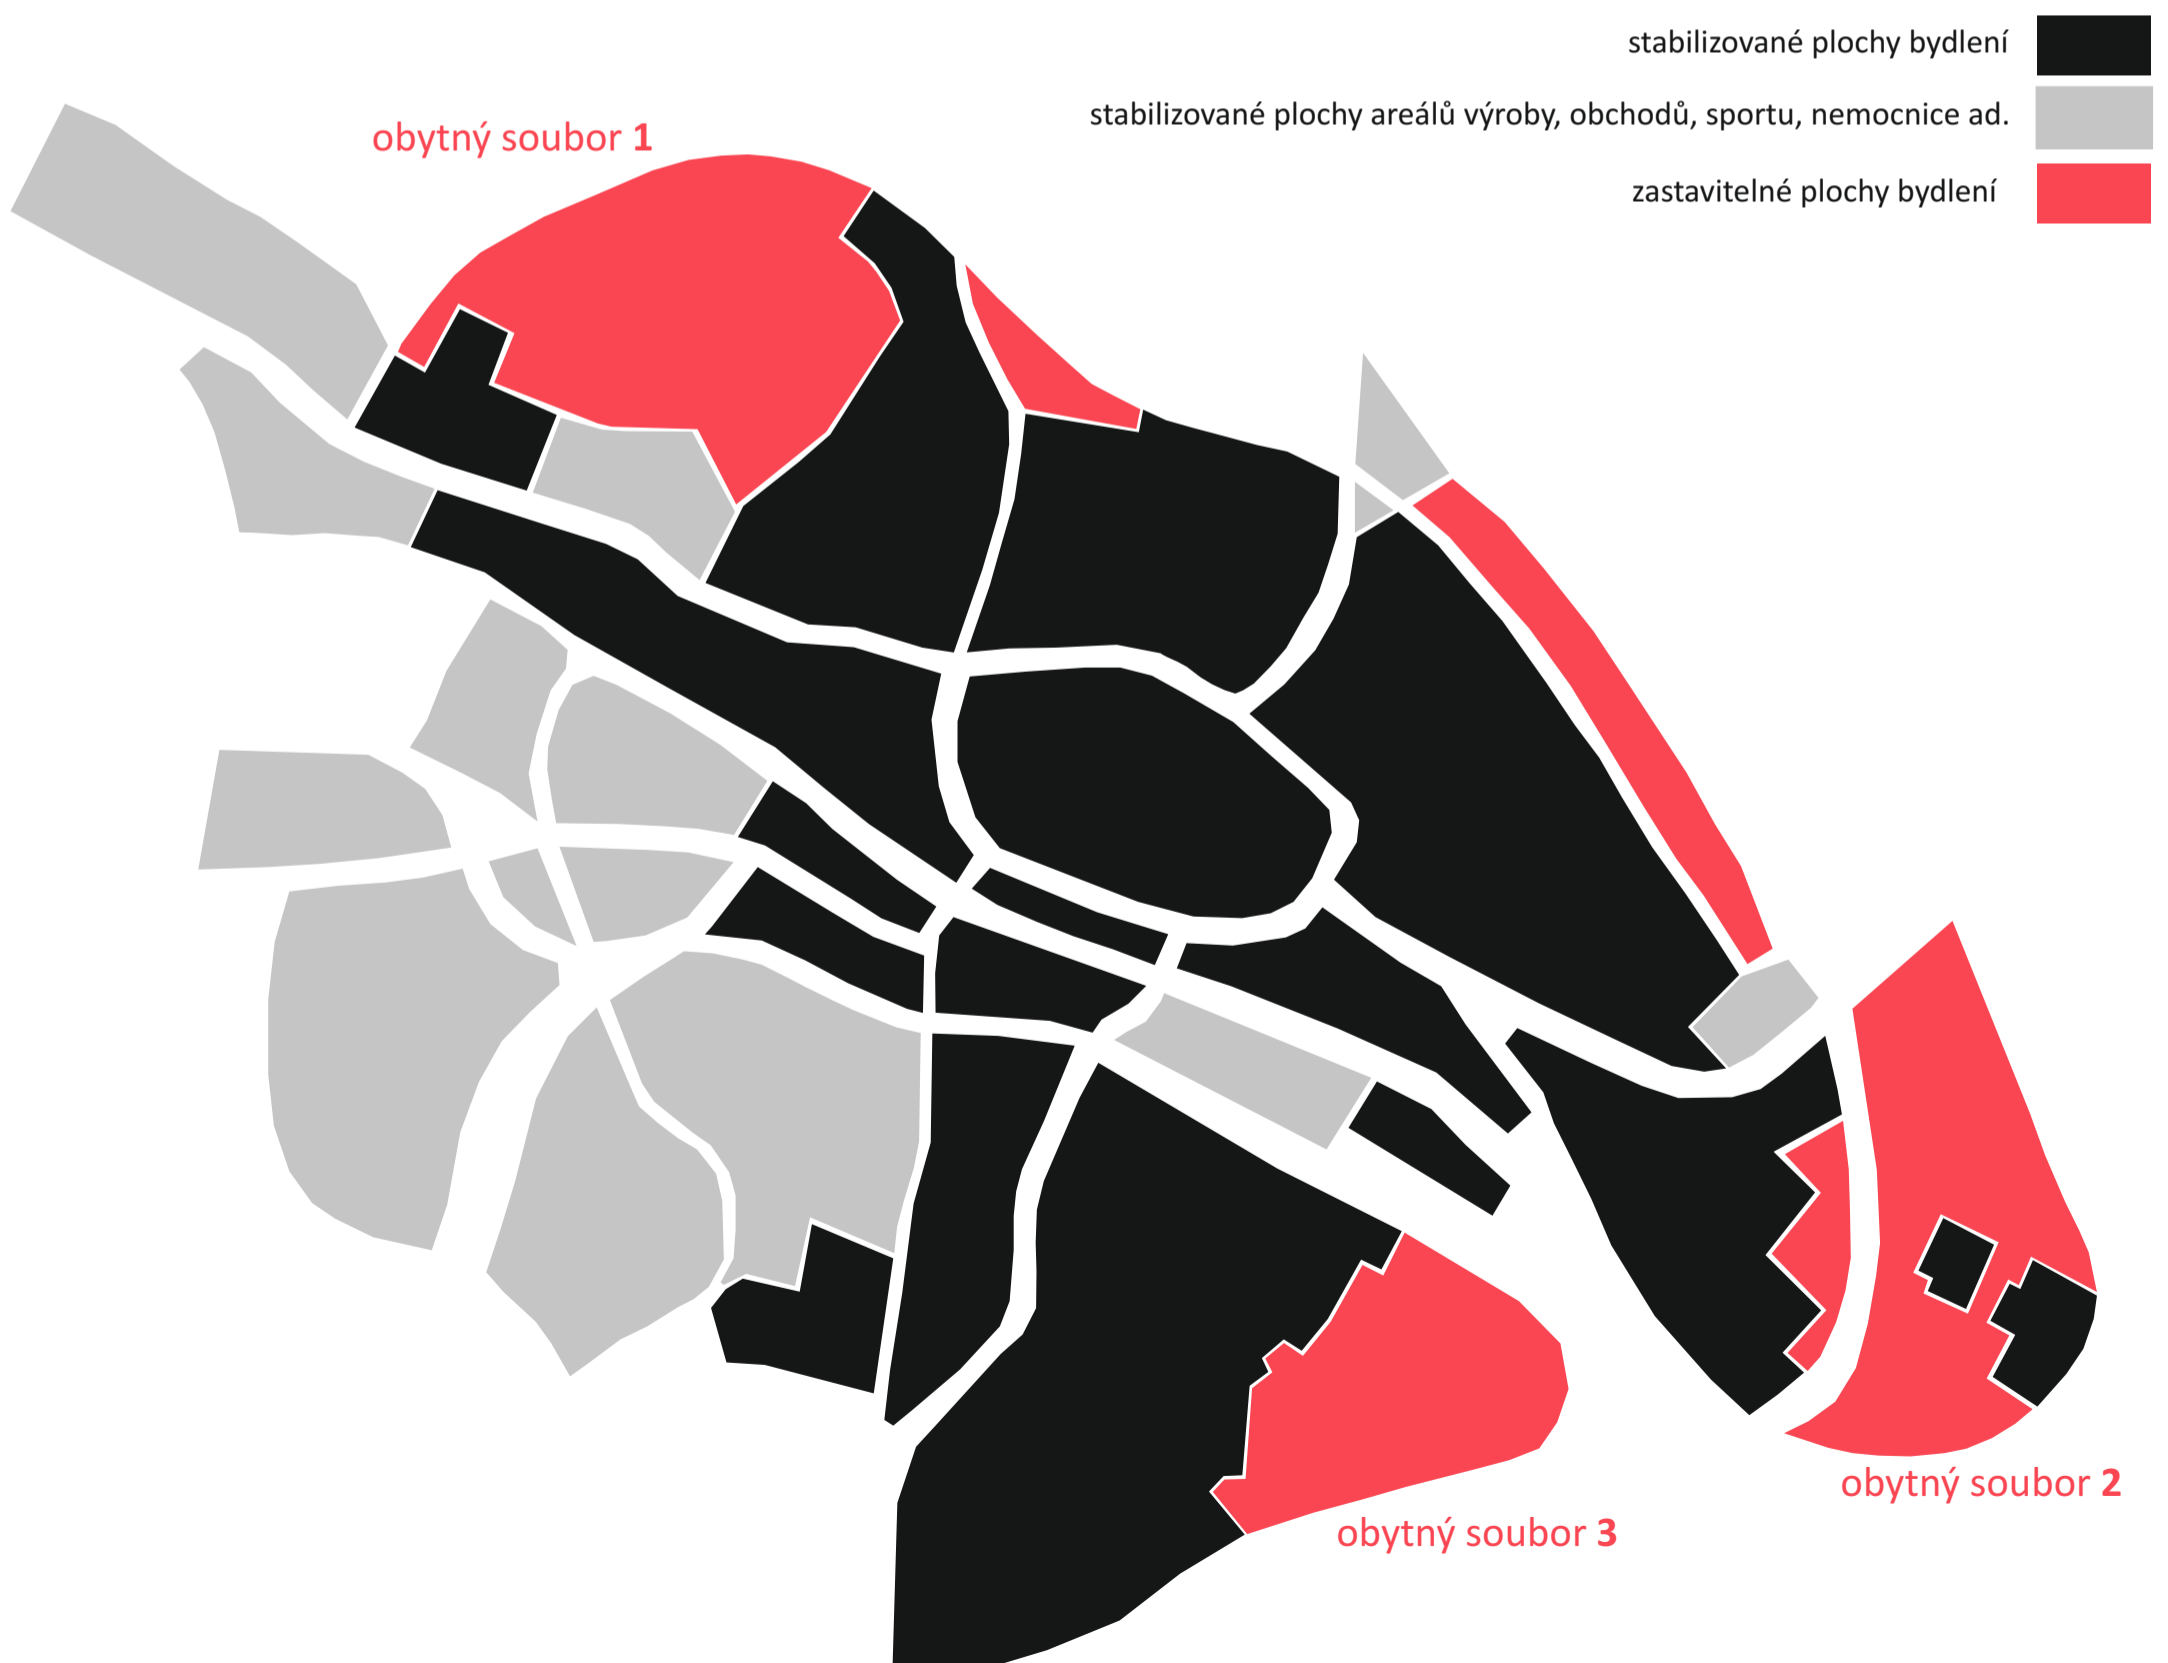 stabilizované plochy bydlení
stabilizované plochy areálů výroby, obchodů, sportu, nemocnice ad.
obytný soubor 1
zastavitelné plochy bydlení
obytný soubor 2
obytný soubor 3